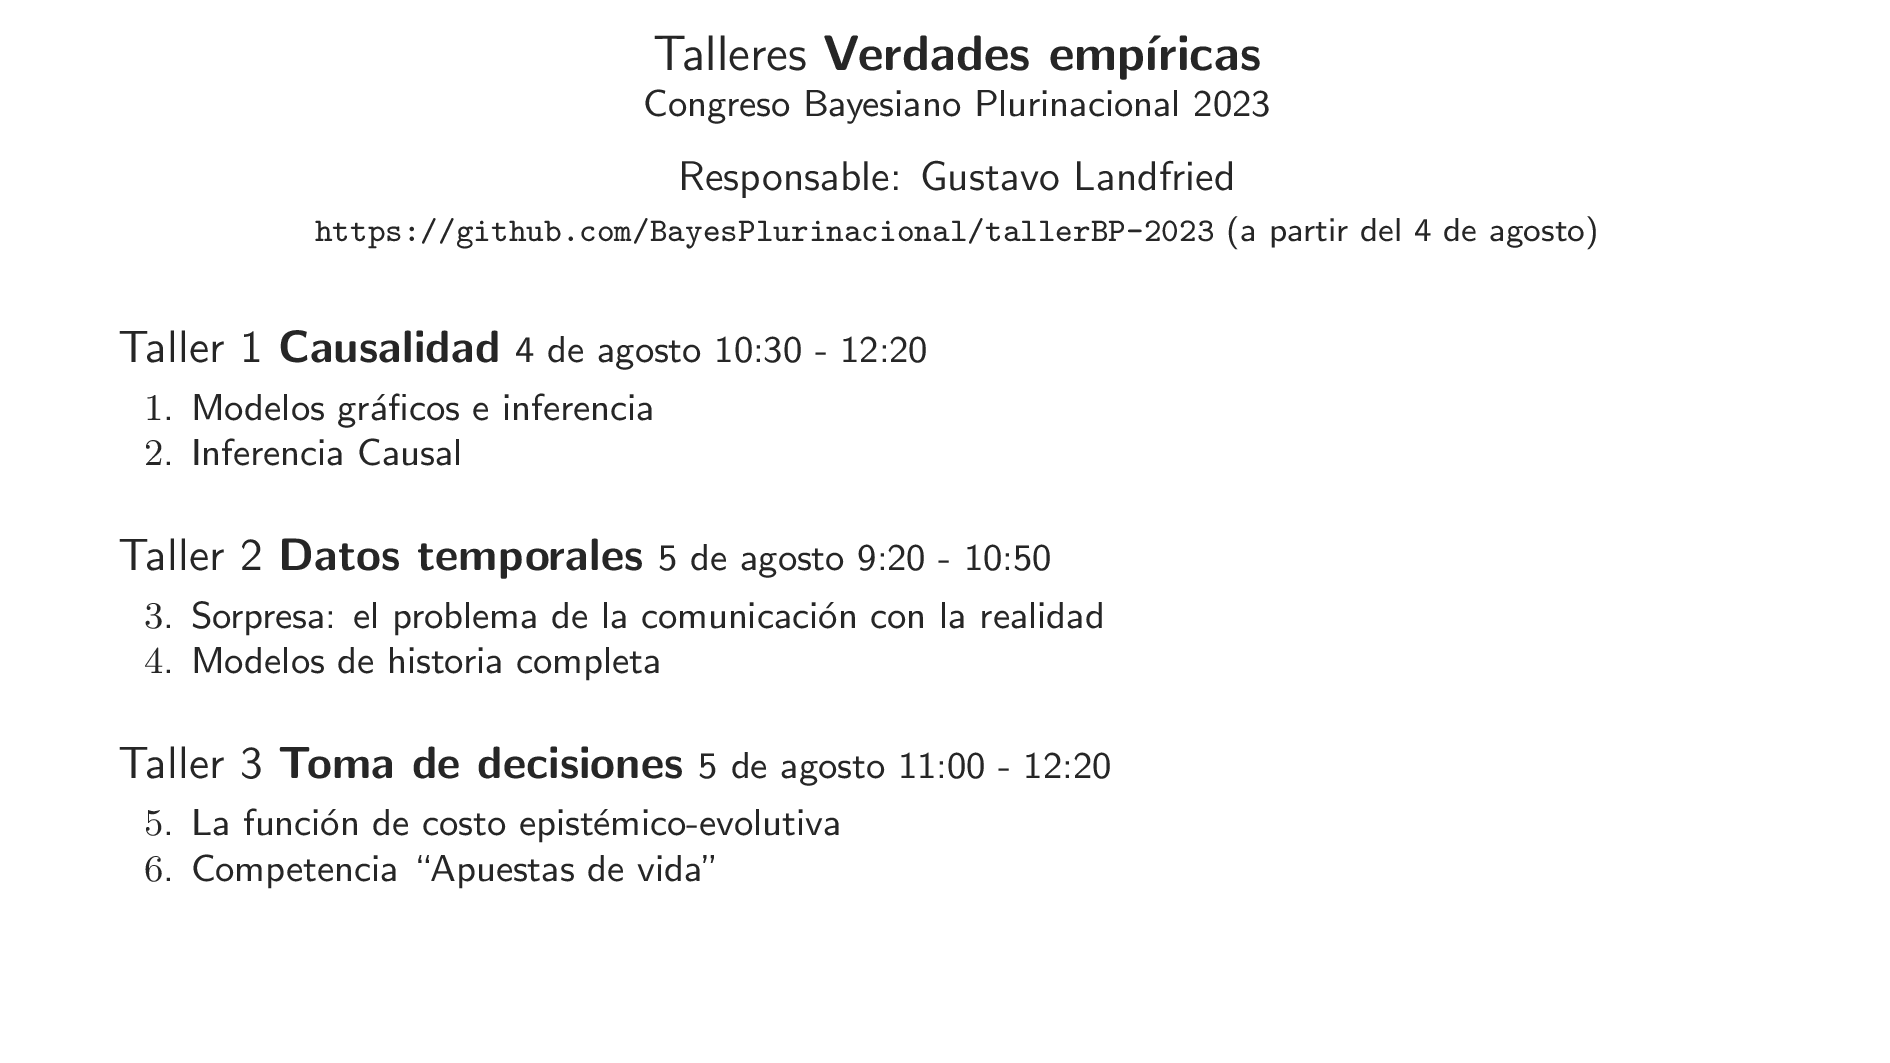 Talleres Verdades empíricas
Congreso Bayesiano Plurinacional 2023
Responsable: Gustavo Landfried
https://github.com/BayesPlurinacional/tallerBP-2023 (a partir del 4 de agosto)
Taller 1 Causalidad 4 de agosto 10:30 - 12:20
1. Modelos gráficos e inferencia
2. Inferencia Causal
Taller 2 Datos temporales 5 de agosto 9:20 - 10:50
3. Sorpresa: el problema de la comunicación con la realidad
4. Modelos de historia completa
Taller 3 Toma de decisiones 5 de agosto 11:00 - 12:20
5. La función de costo epistémico-evolutiva
6. Competencia “Apuestas de vida”